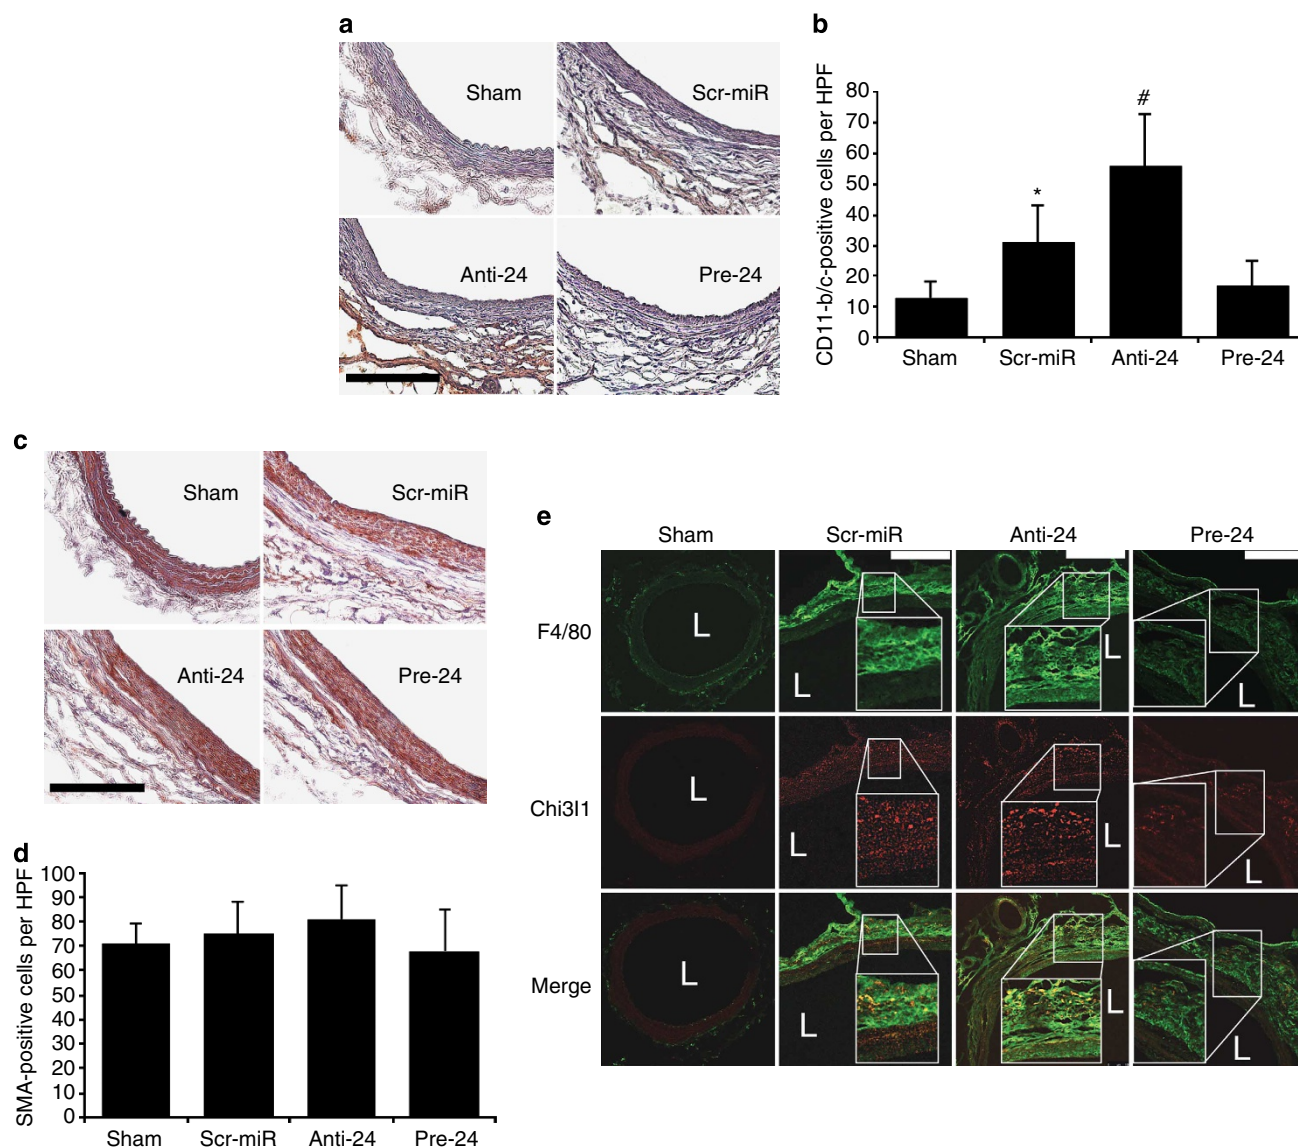 a
Sham
Scr-miR
Anti-24
Pre-24
b
CD11-b/c-positive cells per HPF
80
70
60
50
40
30
20
10
0
*
#
Sham Scr-miR Anti-24 Pre-24
c
Sham
Scr-miR
Anti-24
Pre-24
d
SMA-positive cells per HPF
100
90
80
70
60
50
40
30
20
10
0
Sham Scr-miR Anti-24 Pre-24
e
Sham Scr-miR Anti-24 Pre-24
F4/80
L L L L
Chi3l1
L L L L
Merge
L L L L